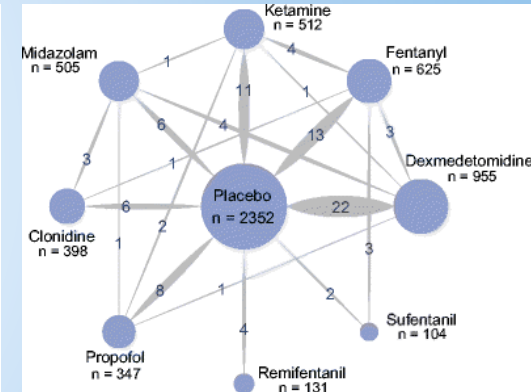 Ketamine
n = 512
Midazolam
n = 505
Fentanyl
n = 625
1
4
11
1
6
4
13
3
Dexmedetomidine
n = 955
3
1
Placebo
n = 2352
6
22
Clonidine
n = 398
1
2
3
8
1
2
Sufentanil
n = 104
4
Propofol
n = 347
Remifentanil
n = 131